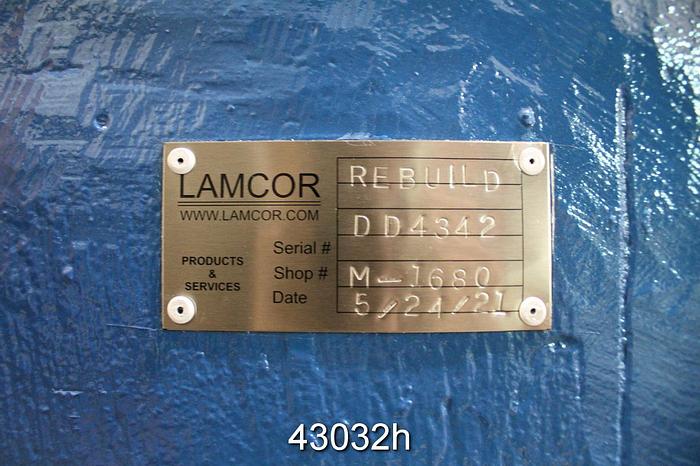 LAMCOR
WWW.LAMCOR.COM
PRODUCTS
&
SERVICES
REBUILD
DD4342
Serial #
Shop # M-1680
Date 5/24/21
43032h